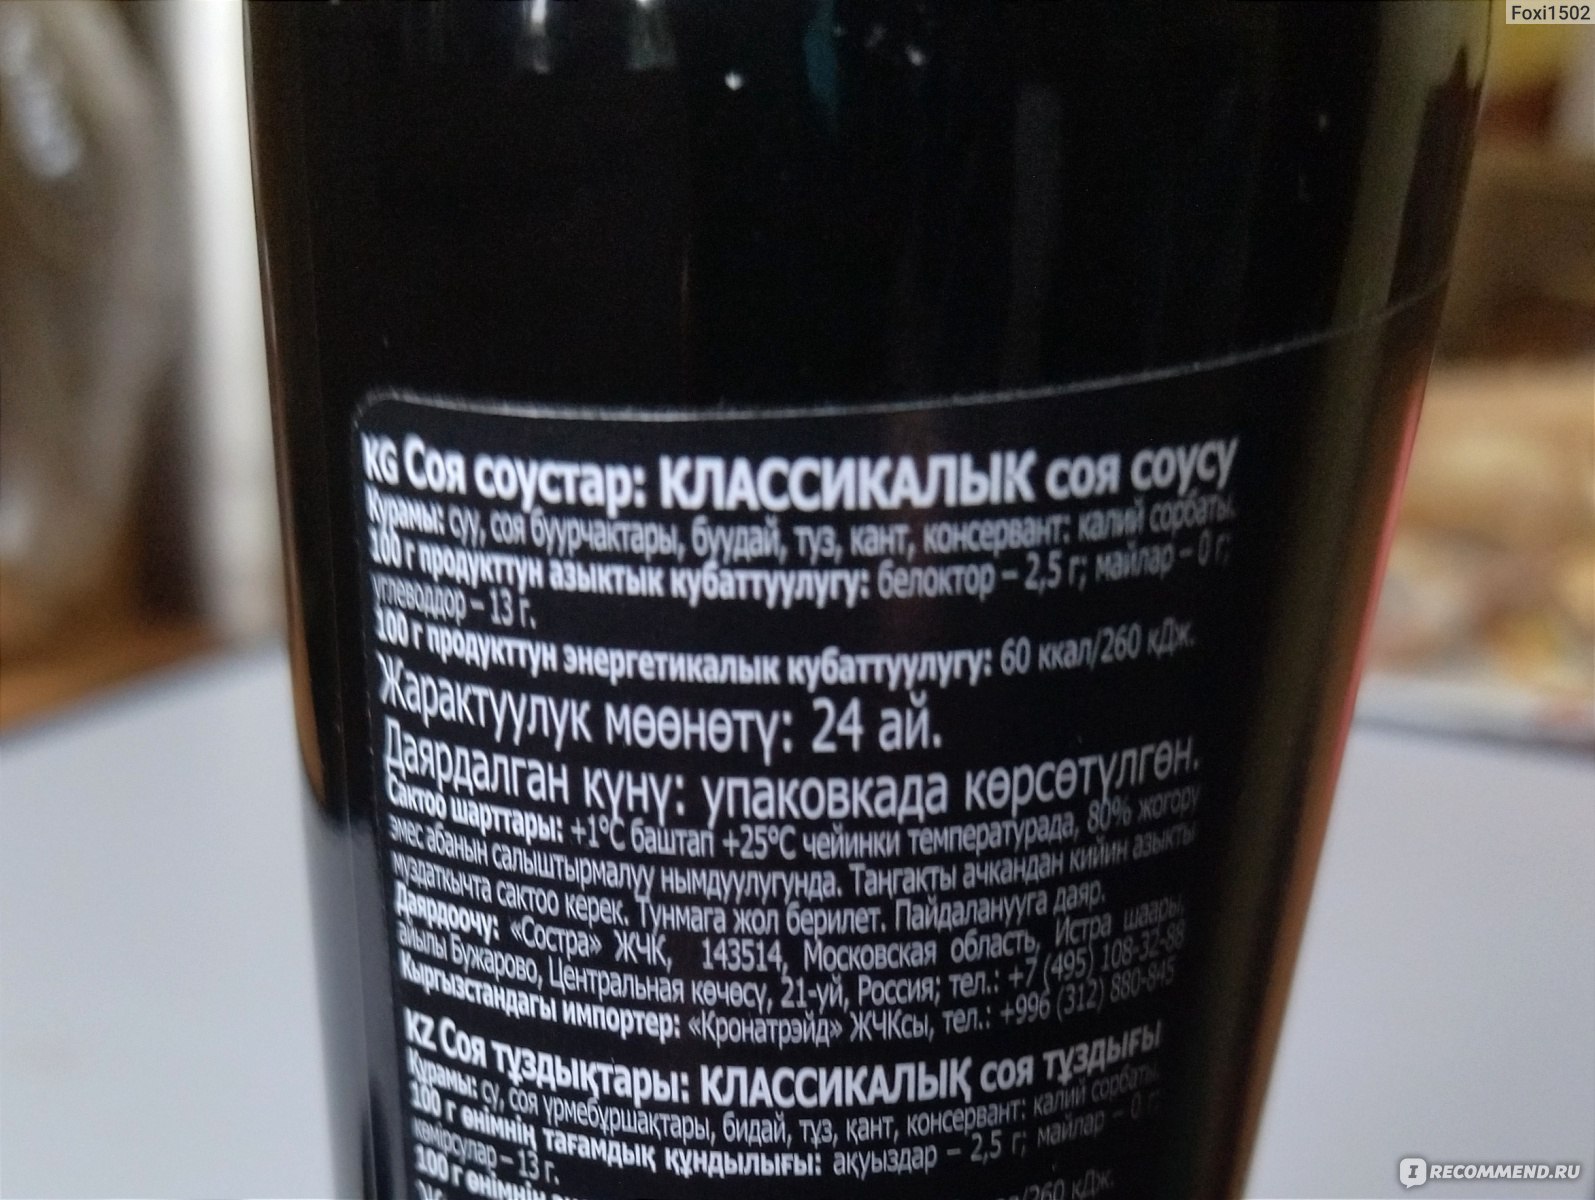 Foxi1502
KG Соя соустар: КЛАССИКАЛЫК соя соусу
Курамы: суу, соя буурчактары, буудай, туз, кант, консервант: калий сорбаты.
100 г продукттун азыктык кубаттуулугу: белоктор – 2,5 г; майлар – 0 г;
углеводдор – 13 г.
100 г продукттун энергетикалык кубаттуулугу: 60 ккал/260 кДж.
Жарактуулук мөөнөтү: 24 ай.
Даярдалган күнү: упаковкада көрсөтүлгөн.
Сактоо шарттары: +1°C баштап +25°C чейинки температурада, 80% жогору
эмес абанын салыштырмалуу нымдуулугунда. Таңгакты ачкандан кийин азыкты
муздаткычта сактоо керек. Тунмага жол берилет. Пайдаланууга даяр.
Даярдоочу: «Состра» ЖЧК, 143514, Московская область, Истра шаары,
айылы Бужарово, Центральная көчөсү, 21-үй, Россия; тел.: +7 (495) 108-32-88
Кыргызстандагы импортер: «Кронатрэйд» ЖЧКсы, тел.: +996 (312) 880-845
KZ Соя тұздықтары: КЛАССИКАЛЫҚ соя тұздығы
Құрамы: су, соя үрмебұршақтары, бидай, тұз, қант, консервант: калий сорбаты.
100 г өнімнің тағамдық құндылығы: ақуыздар – 2,5 г; майлар – 0 г;
көмірсулар – 13 г.
100 г өнімнің /260 кДж.
IRECOMMEND.RU